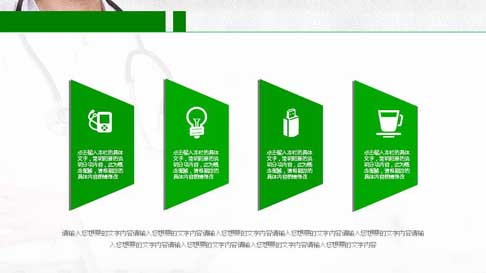 点击输入本栏的具体
文字，简明扼要的说
明分项内容，此为概
念图解，请根据您的
具体内容酌情修改
点击输入本栏的具体
文字，简明扼要的说
明分项内容，此为概
念图解，请根据您的
具体内容酌情修改
点击输入本栏的具体
文字，简明扼要的说
明分项内容，此为概
念图解，请根据您的
具体内容酌情修改
点击输入本栏的具体
文字，简明扼要的说
明分项内容，此为概
念图解，请根据您的
具体内容酌情修改
请输入您想要的文字内容请输入您想要的文字内容请输入您想要的文字内容请输入您想要的文字内容请输
入您想要的文字内容请输入您想要的文字内容请输入您想要的文字内容请输入您想要的文字内容